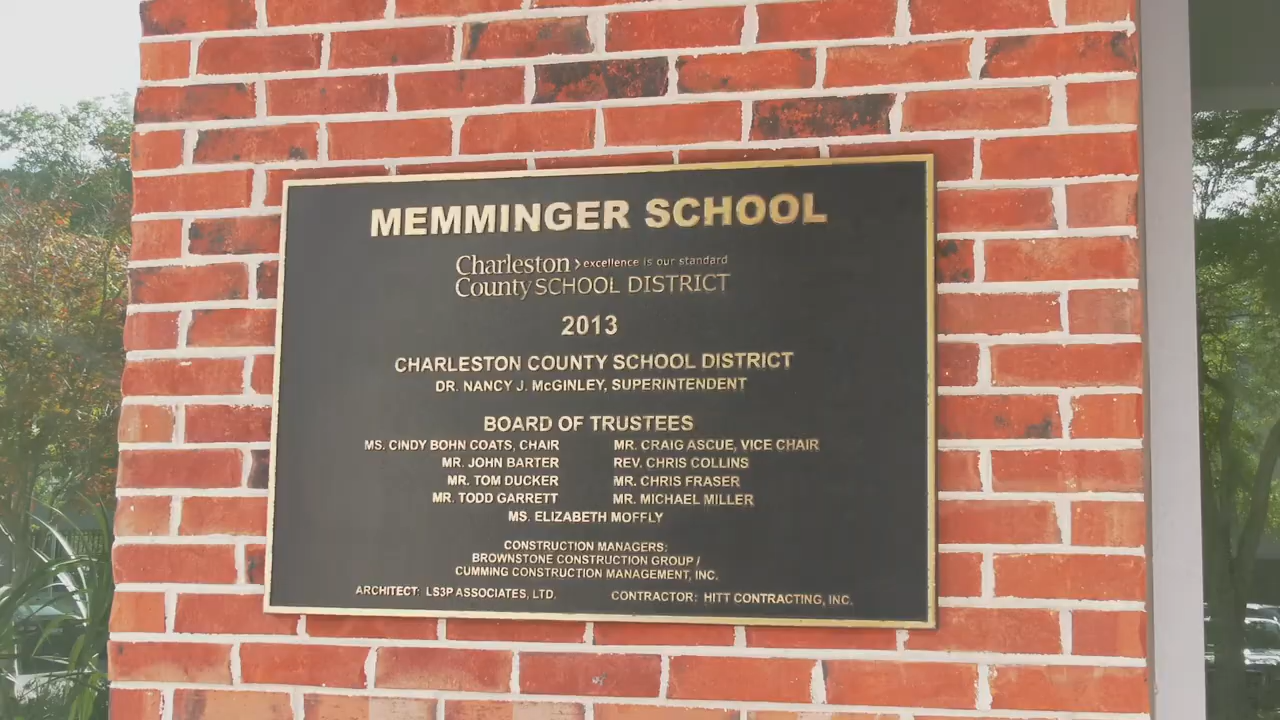 MEMMINGER SCHOOL
Charleston › excellence is our standard
County SCHOOL DISTRICT
2013
CHARLESTON COUNTY SCHOOL DISTRICT
DR. NANCY J. McGINLEY, SUPERINTENDENT
BOARD OF TRUSTEES
MS. CINDY BOHN COATS, CHAIR MR. CRAIG ASCUE, VICE CHAIR
MR. JOHN BARTER REV. CHRIS COLLINS
MR. TOM DUCKER MR. CHRIS FRASER
MR. TODD GARRETT MR. MICHAEL MILLER
MS. ELIZABETH MOFFLY
CONSTRUCTION MANAGERS:
BROWNSTONE CONSTRUCTION GROUP /
CUMMING CONSTRUCTION MANAGEMENT, INC.
ARCHITECT: LS3P ASSOCIATES, LTD. CONTRACTOR: HITT CONTRACTING, INC.